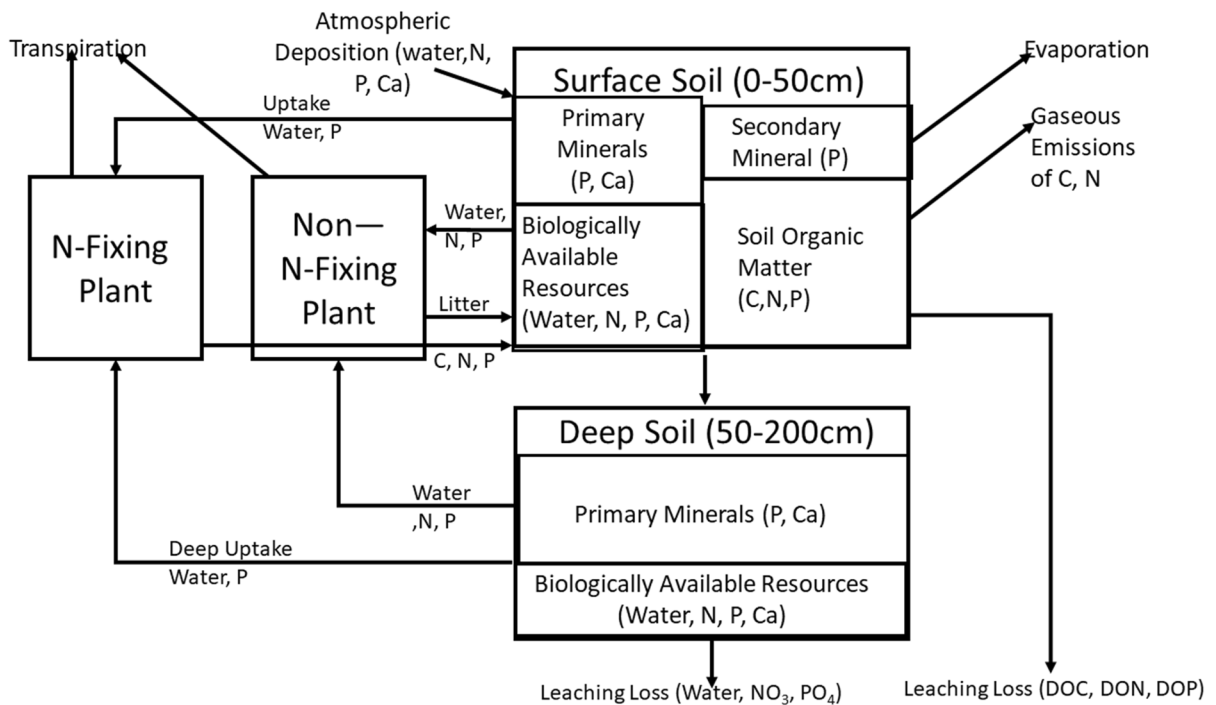 Transpiration
Atmospheric
Deposition (water,N,
P, Ca)
Uptake
Water, P
Surface Soil (0-50cm)
Primary
Minerals
(P, Ca)
Secondary
Mineral (P)
Evaporation
Gaseous
Emissions
of C, N
N-Fixing
Plant
Non—
N-Fixing
Plant
Water,
N, P
Litter
C, N, P
Biologically
Available
Resources
(Water, N, P, Ca)
Soil Organic
Matter
(C,N,P)
Deep Soil (50-200cm)
Primary Minerals (P, Ca)
Water
,N, P
Deep Uptake
Water, P
Biologically Available Resources
(Water, N, P, Ca)
Leaching Loss (Water, NO₃, PO₄)
Leaching Loss (DOC, DON, DOP)